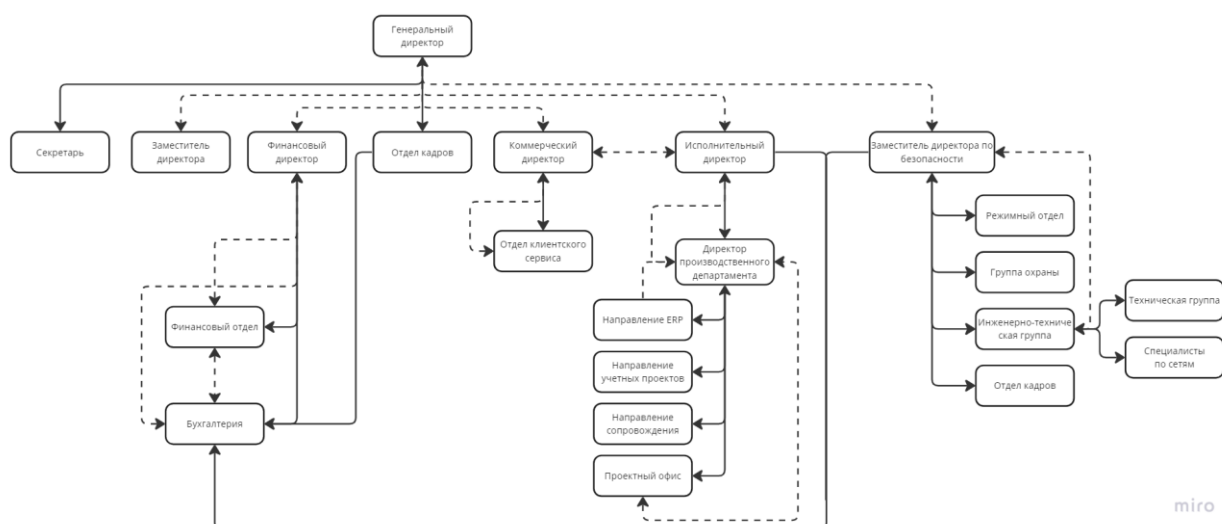 Генеральный
директор
Секретарь
Заместитель
директора
Финансовый
директор
Отдел кадров
Коммерческий
директор
Исполнительный
директор
Заместитель директора по
безопасности
Режимный отдел
Отдел клиентского
сервиса
Директор
производственного
департамента
Группа охраны
Техническая группа
Финансовый отдел
Направление ERP
Инженерно-техниче
ская группа
Специалисты
по сетям
Направление
учетных проектов
Отдел кадров
Бухгалтерия
Направление
сопровождения
Проектный офис
miro